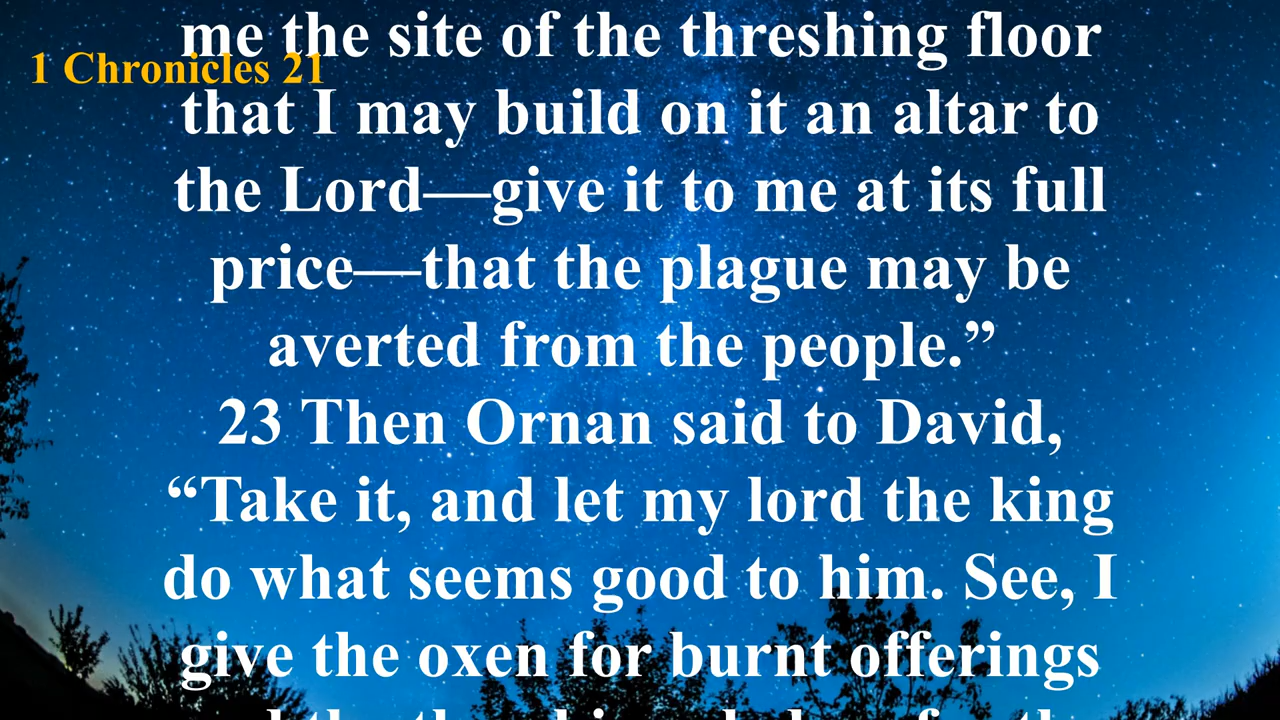 me the site of the threshing floor
1 Chronicles 21
that I may build on it an altar to
the Lord—give it to me at its full
price—that the plague may be
averted from the people.”
23 Then Ornan said to David,
“Take it, and let my lord the king
do what seems good to him. See, I
give the oxen for burnt offerings